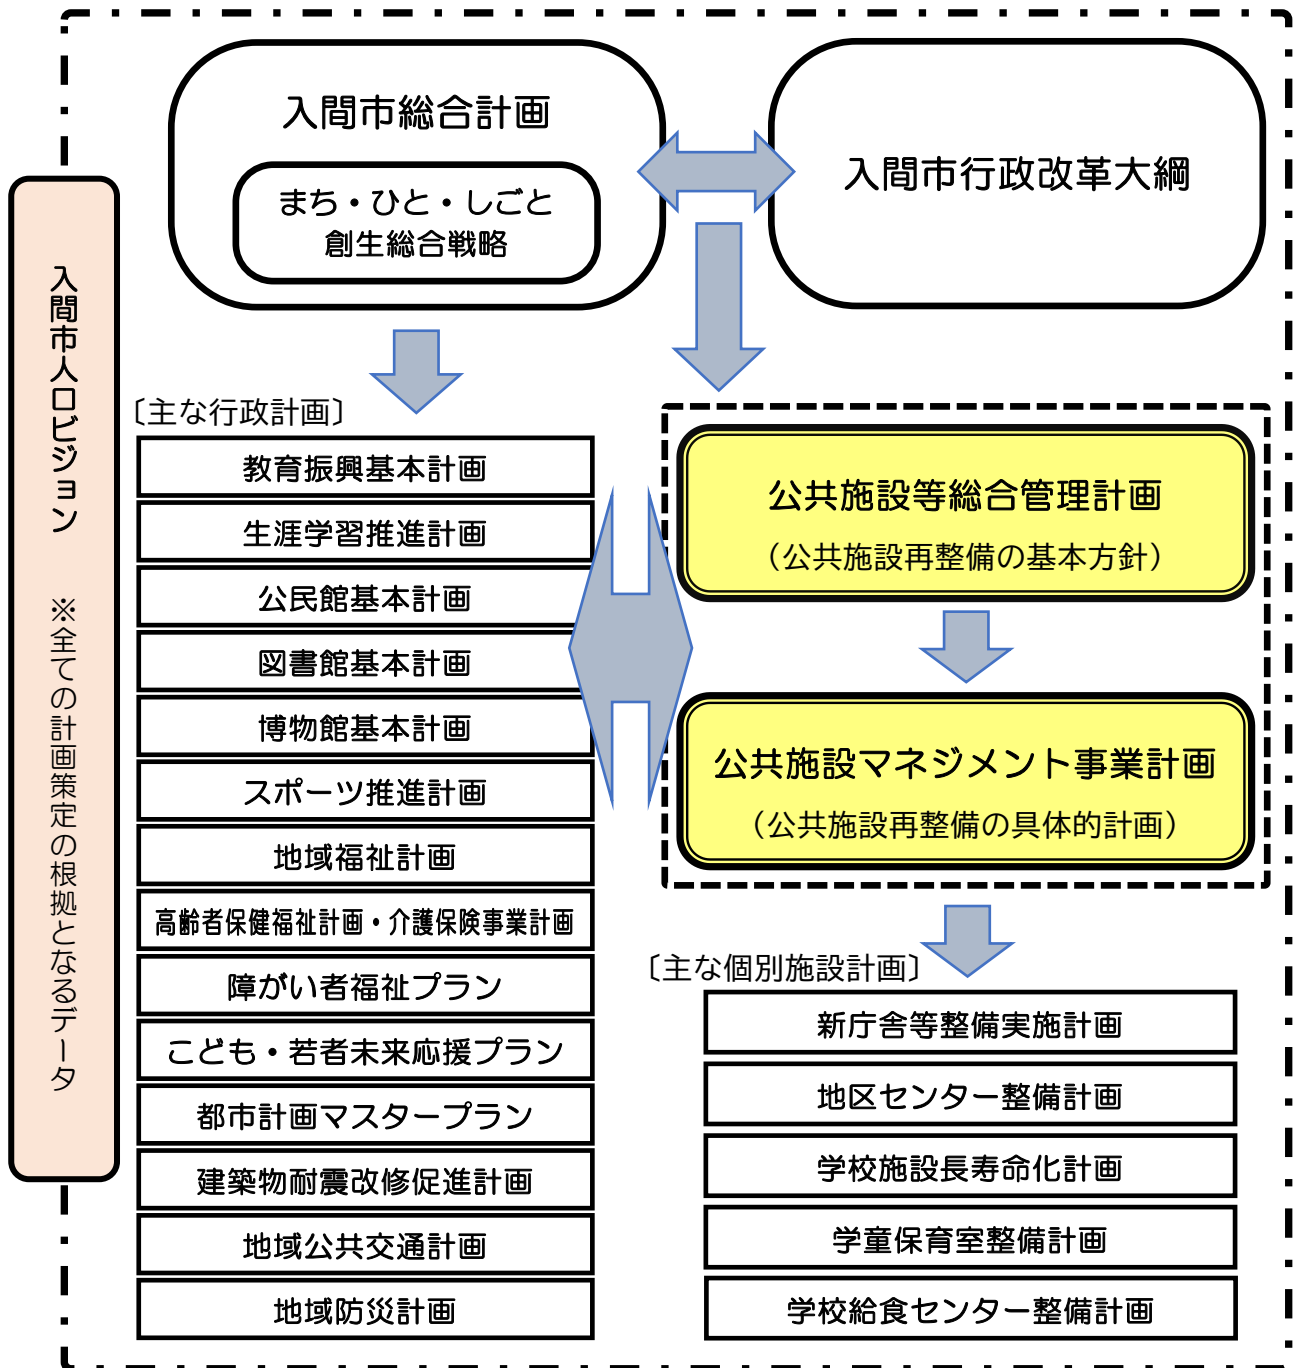 入間市総合計画
まち・ひと・しごと
創生総合戦略
入間市行政改革大綱
入間市人口ビジョン ※全ての計画策定の根拠となるデータ
〔主な行政計画〕
教育振興基本計画
生涯学習推進計画
公民館基本計画
図書館基本計画
博物館基本計画
スポーツ推進計画
地域福祉計画
高齢者保健福祉計画・介護保険事業計画
障がい者福祉プラン
こども・若者未来応援プラン
都市計画マスタープラン
建築物耐震改修促進計画
地域公共交通計画
地域防災計画
公共施設等総合管理計画
（公共施設再整備の基本方針）
公共施設マネジメント事業計画
（公共施設再整備の具体的計画）
〔主な個別施設計画〕
新庁舎等整備実施計画
地区センター整備計画
学校施設長寿命化計画
学童保育室整備計画
学校給食センター整備計画